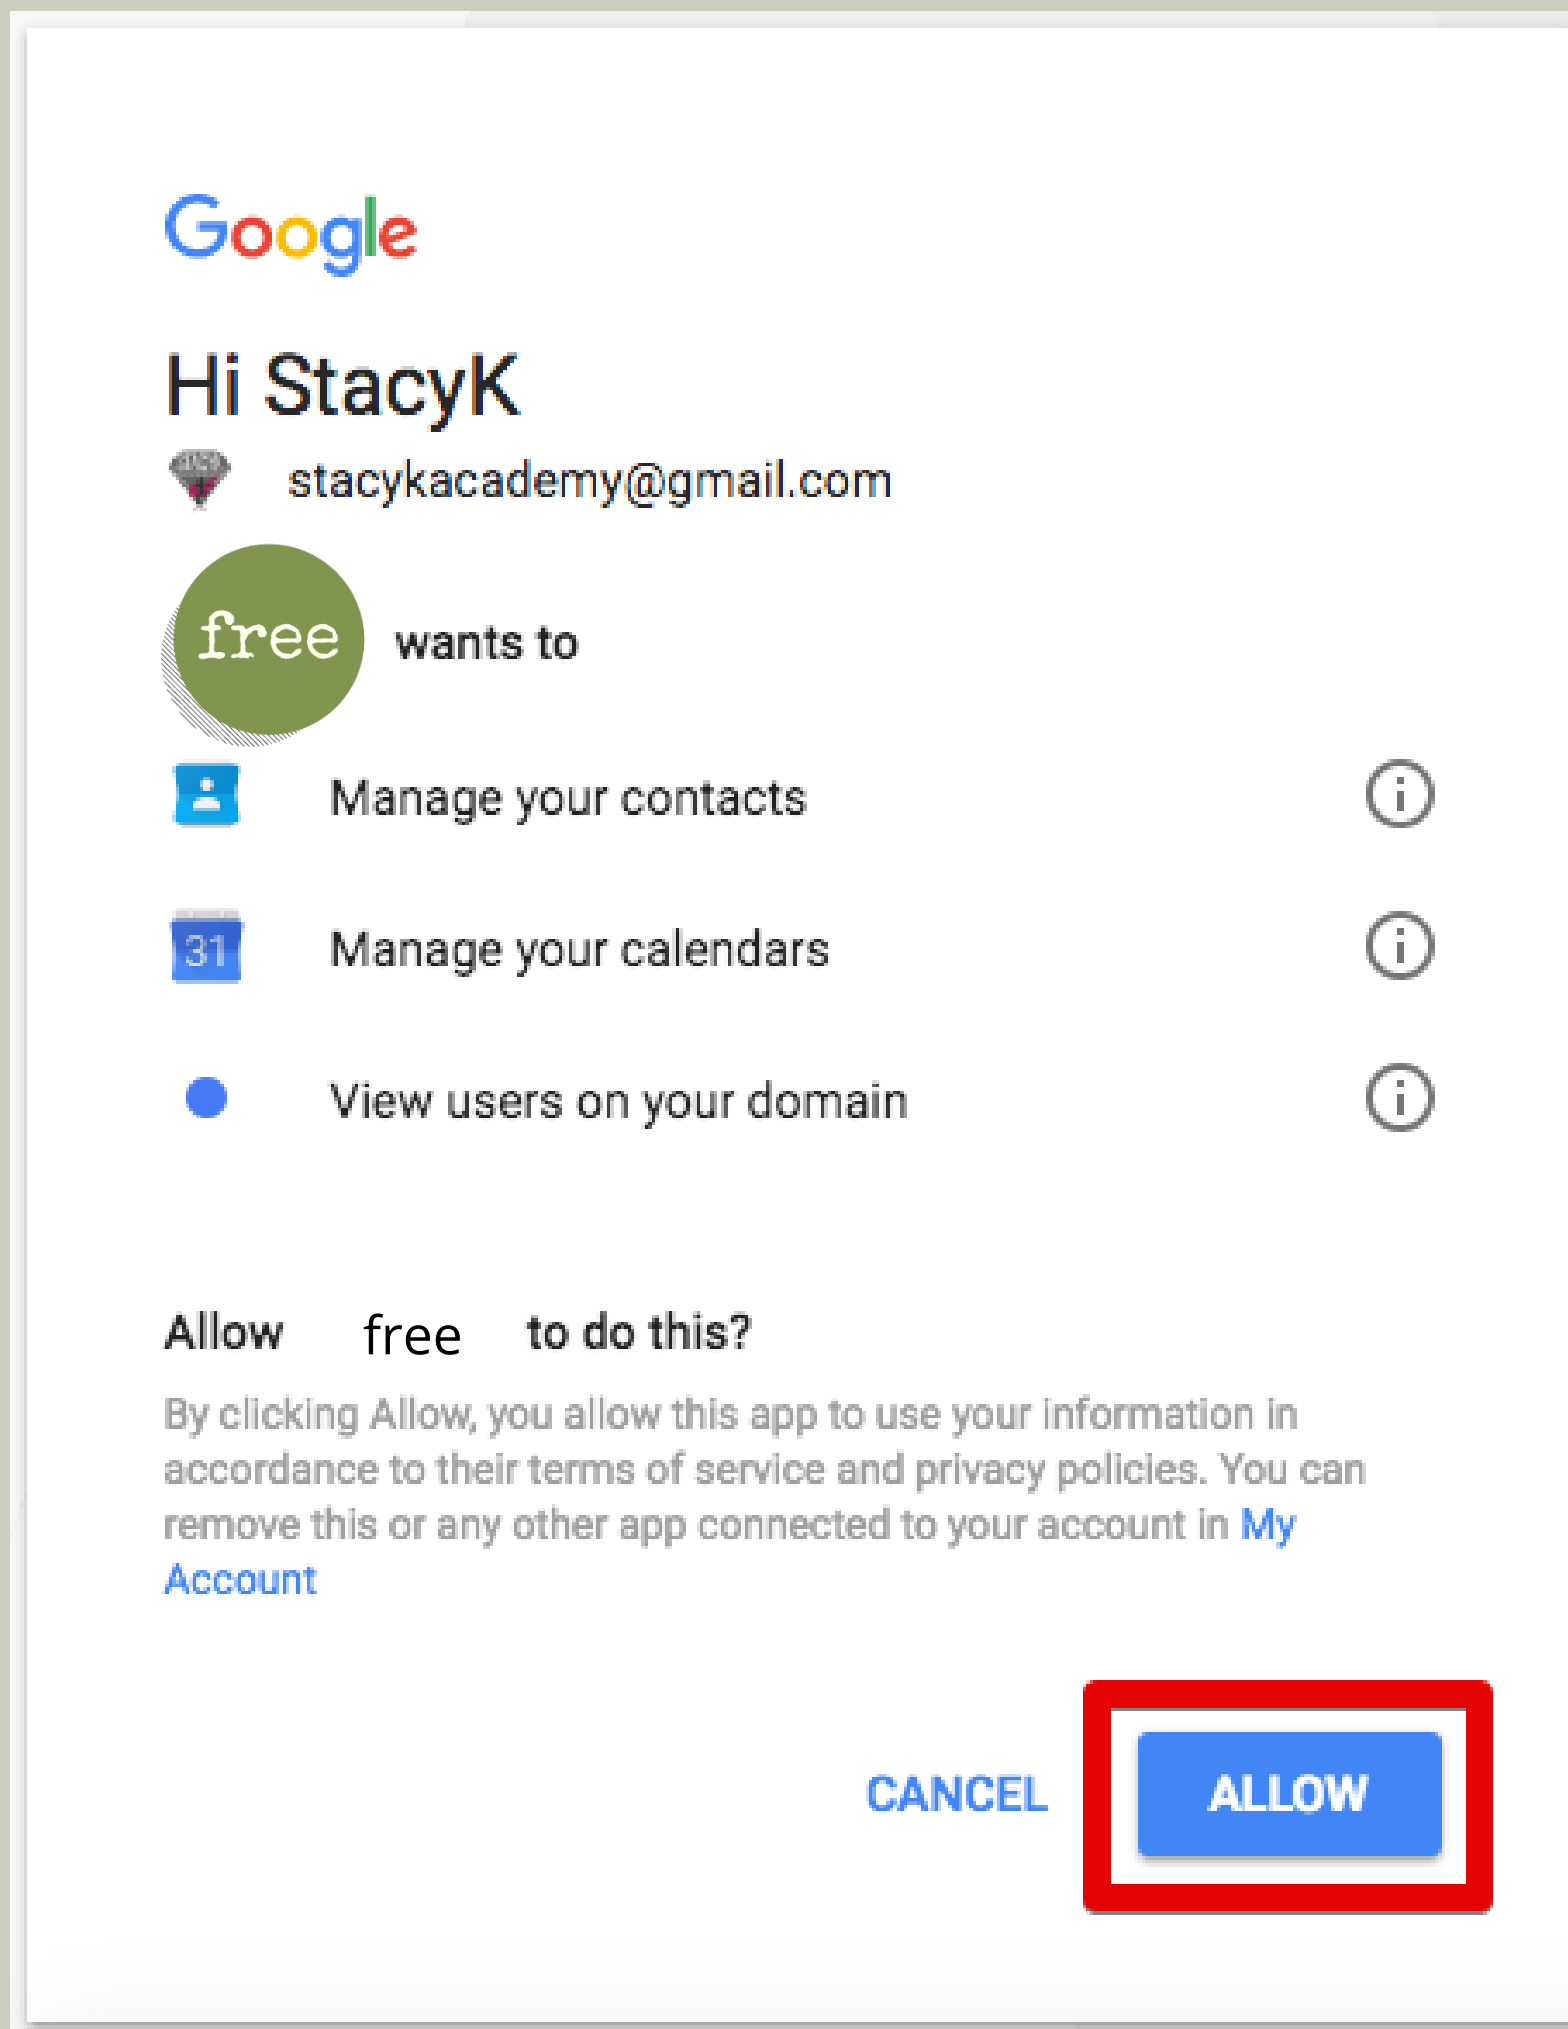 Google
Hi StacyK
stacykacademy@gmail.com
free wants to
Manage your contacts
31 Manage your calendars
View users on your domain
Allow free to do this?
By clicking Allow, you allow this app to use your information in
accordance to their terms of service and privacy policies. You can
remove this or any other app connected to your account in My
Account
CANCEL ALLOW